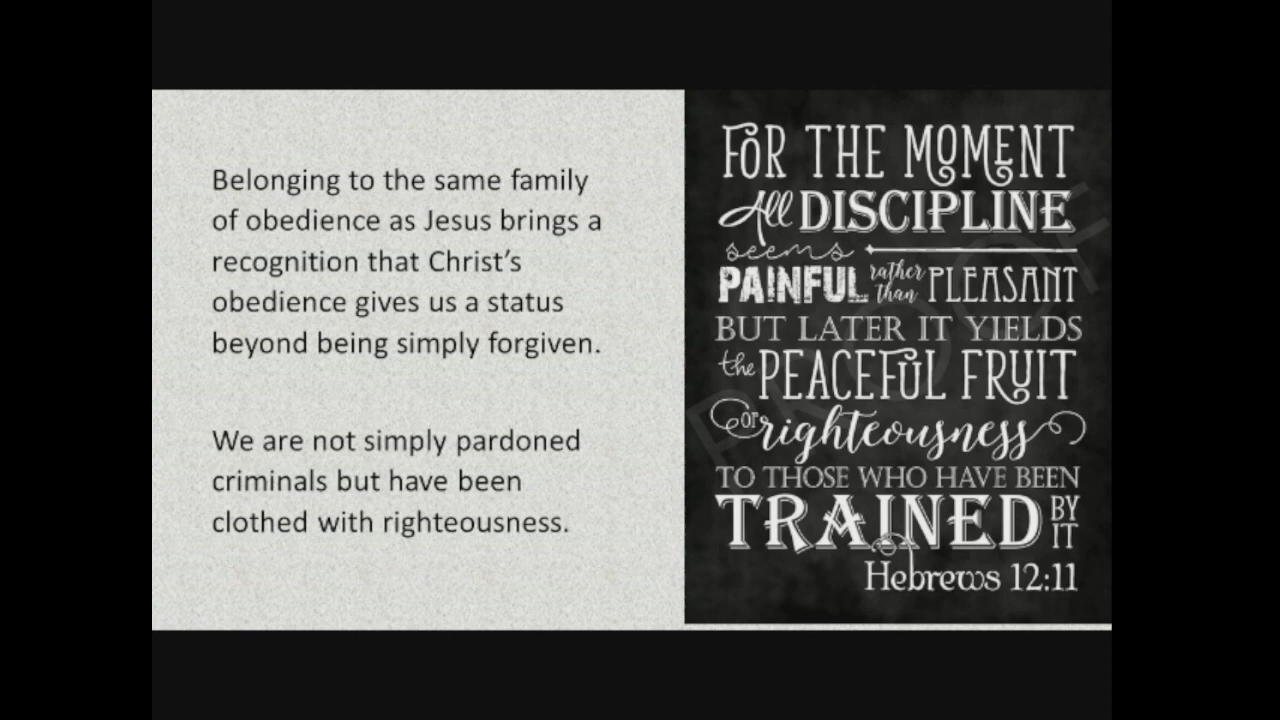 Belonging to the same family
of obedience as Jesus brings a
recognition that Christ's
obedience gives us a status
beyond being simply forgiven.
We are not simply pardoned
criminals but have been
clothed with righteousness.
FOR THE MOMENT
All DISCIPLINE
seems
PAINFUL rather than PLEASANT
BUT LATER IT YIELDS
the PEACEFUL FRUIT
of righteousness
TO THOSE WHO HAVE BEEN
TRAINED BY IT
Hebrews 12:11
PROOF